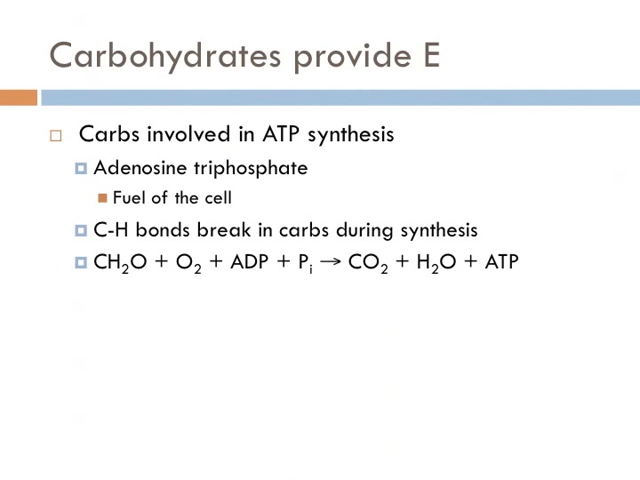 Carbohydrates provide E
Carbs involved in ATP synthesis
Adenosine triphosphate
Fuel of the cell
C-H bonds break in carbs during synthesis
CH₂O + O₂ + ADP + Pᵢ → CO₂ + H₂O + ATP